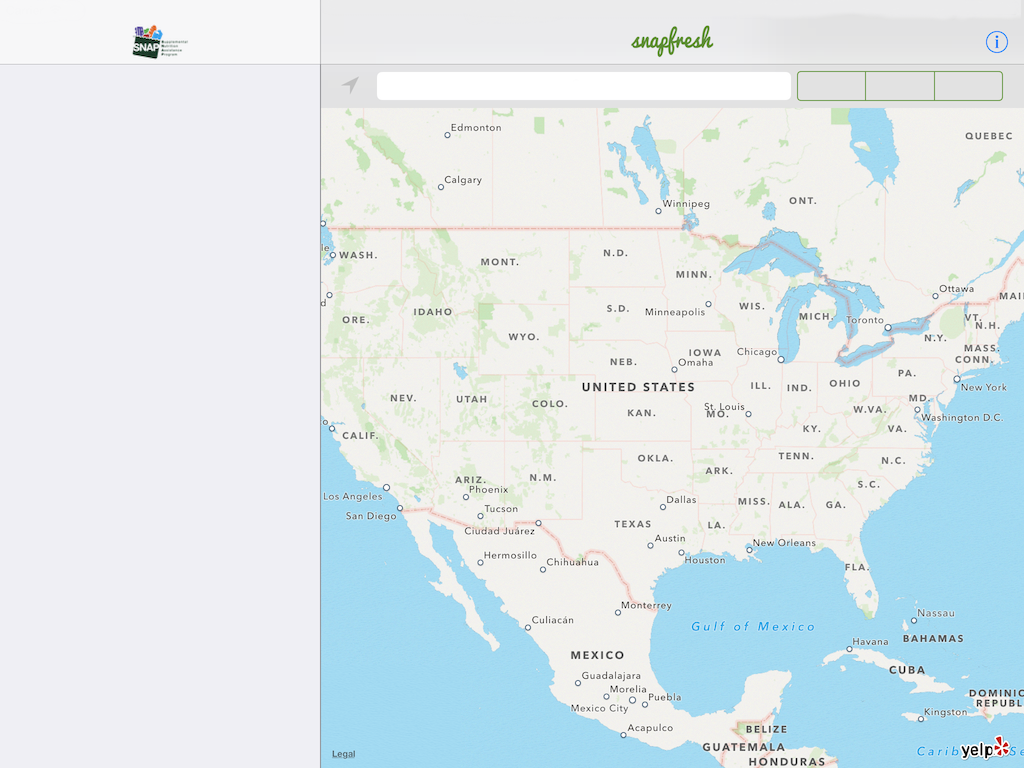 SNAP
Supplemental
Nutrition
Assistance
Program
snapfresh
i
Edmonton
QUEBEC
Calgary
ONT.
Winnipeg
le
WASH.
N.D.
MONT.
MINN.
Ottawa
d
MAI
IDAHO
S.D.
WIS.
Minneapolis
MICH.
Toronto
ORE.
VT.
N.H.
WYO.
N.Y.
MASS.
IOWA
Chicago
CONN.
NEB.
Omaha
PA.
UNITED STATES
ILL.
IND.
OHIO
New York
NEV.
UTAH
COLO.
St. Louis
MD.
KAN.
MO.
W.VA.
Washington D.C.
CALIF.
KY.
VA.
OKLA.
TENN.
N.C.
ARK.
ARIZ.
N.M.
S.C.
Los Angeles
Phoenix
Dallas
MISS.
ALA.
GA.
San Diego
Tucson
TEXAS
LA.
Ciudad Juárez
Austin
New Orleans
Hermosillo
Chihuahua
Houston
FLA.
Monterrey
Nassau
Culiacán
Gulf of Mexico
BAHAMAS
Havana
MEXICO
CUBA
Guadalajara
Morelia
Puebla
DOMINIC
REPUBL
Mexico City
Kingston
Acapulco
BELIZE
GUATEMALA
Carib
yelp
Se
Legal
HONDURAS